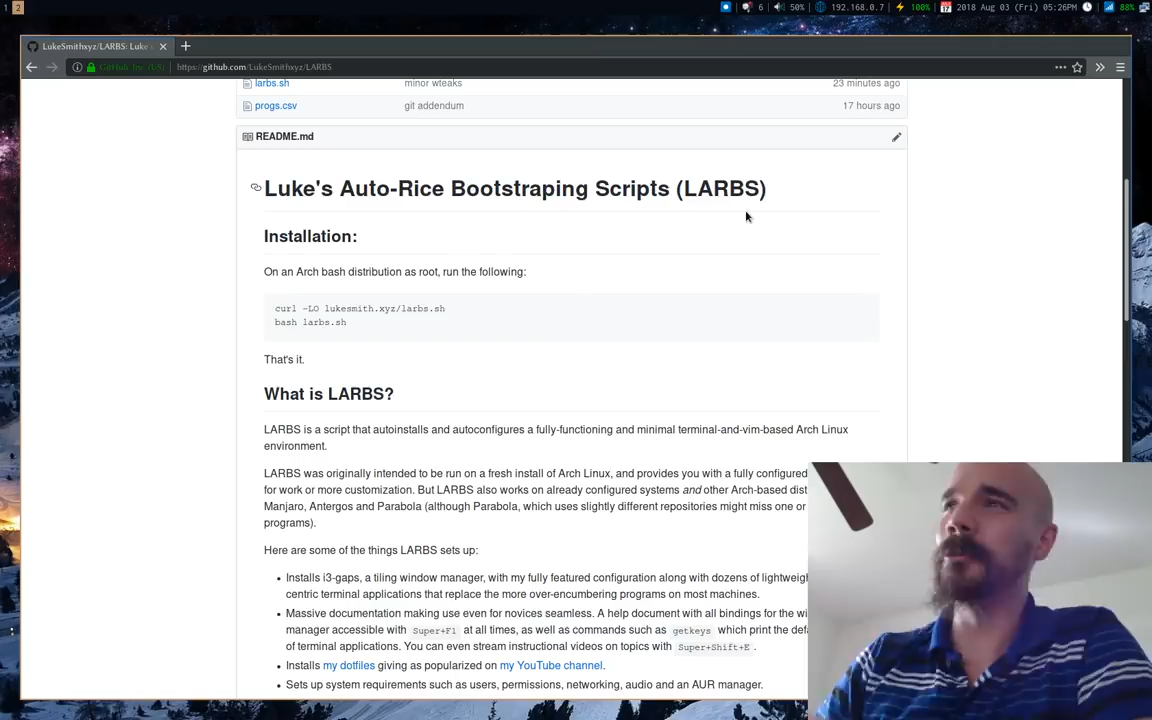 1 2 6 50% 192.168.0.7 100% 2018 Aug 03 (Fri) 05:26PM 88%
LukeSmithxyz/LARBS: Luke
GitHub, Inc. (US) https://github.com/LukeSmithxyz/LARBS
larbs.sh minor wteaks 23 minutes ago
progs.csv git addendum 17 hours ago
README.md
Luke's Auto-Rice Bootstraping Scripts (LARBS)
Installation:
On an Arch bash distribution as root, run the following:
curl -LO lukesmith.xyz/larbs.sh
bash larbs.sh
That's it.
What is LARBS?
LARBS is a script that autoinstalls and autoconfigures a fully-functioning and minimal terminal-and-vim-based Arch Linux
environment.
LARBS was originally intended to be run on a fresh install of Arch Linux, and provides you with a fully configured
for work or more customization. But LARBS also works on already configured systems and other Arch-based dist
Manjaro, Antergos and Parabola (although Parabola, which uses slightly different repositories might miss one or
programs).
Here are some of the things LARBS sets up:
• Installs i3-gaps, a tiling window manager, with my fully featured configuration along with dozens of lightweigh
centric terminal applications that replace the more over-encumbering programs on most machines.
• Massive documentation making use even for novices seamless. A help document with all bindings for the wi
manager accessible with Super+F1 at all times, as well as commands such as getkeys which print the defa
of terminal applications. You can even stream instructional videos on topics with Super+Shift+E .
• Installs my dotfiles giving as popularized on my YouTube channel.
• Sets up system requirements such as users, permissions, networking, audio and an AUR manager.